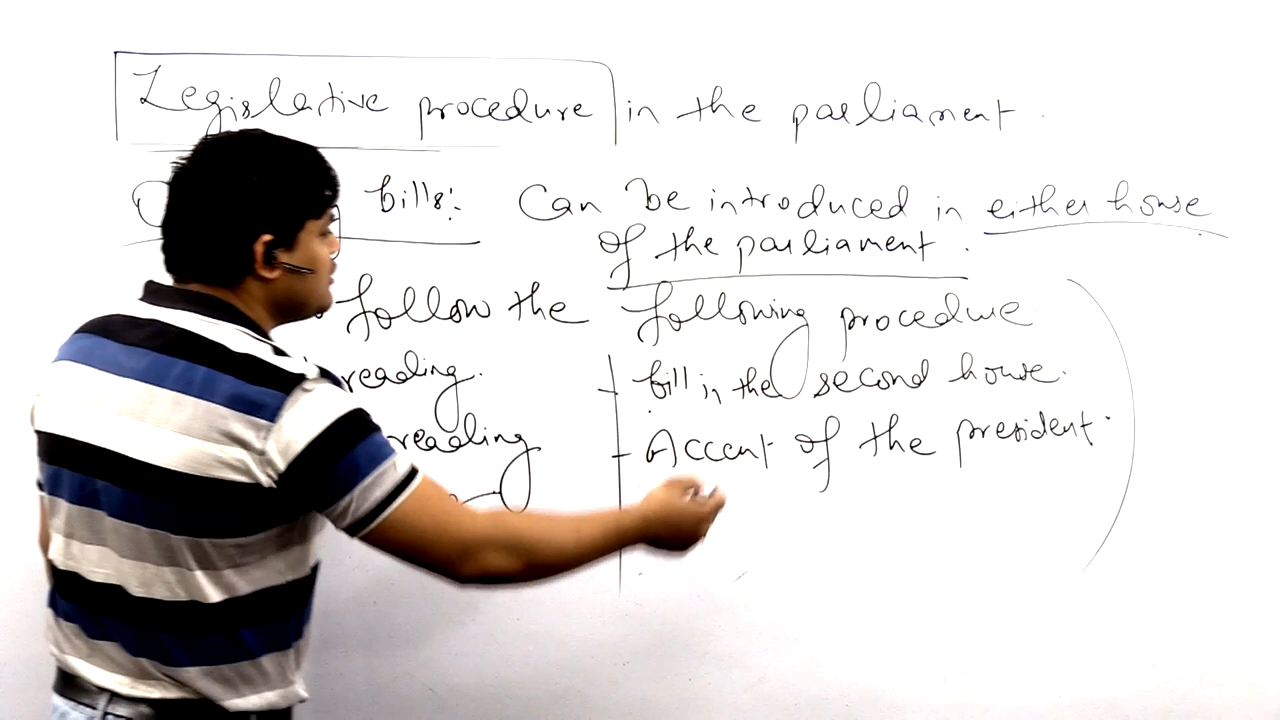 Legislative procedure in the parliament.
bills: Can be introduced in either house
of the parliament.
follow the following procedure
reading.
reading
- bill in the second house.
- Accent of the president.